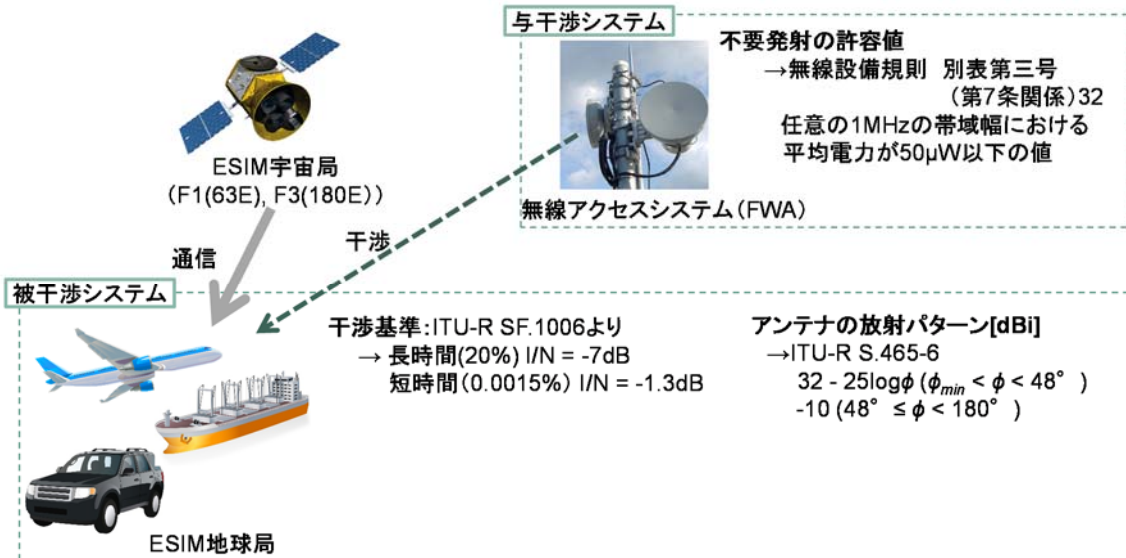 与干渉システム
不要発射の許容値
→無線設備規則 別表第三号
(第7条関係)32
任意の1MHzの帯域幅における
平均電力が50μW以下の値
ESIM宇宙局
(F1(63E), F3(180E))
無線アクセスシステム(FWA)
干渉
通信
被干渉システム
干渉基準:ITU-R SF.1006より
→ 長時間(20%) I/N = -7dB
短時間(0.0015%) I/N = -1.3dB
アンテナの放射パターン[dBi]
→ITU-R S.465-6
32 - 25logϕ (ϕmin < ϕ < 48°)
-10 (48° ≤ ϕ < 180°)
ESIM地球局